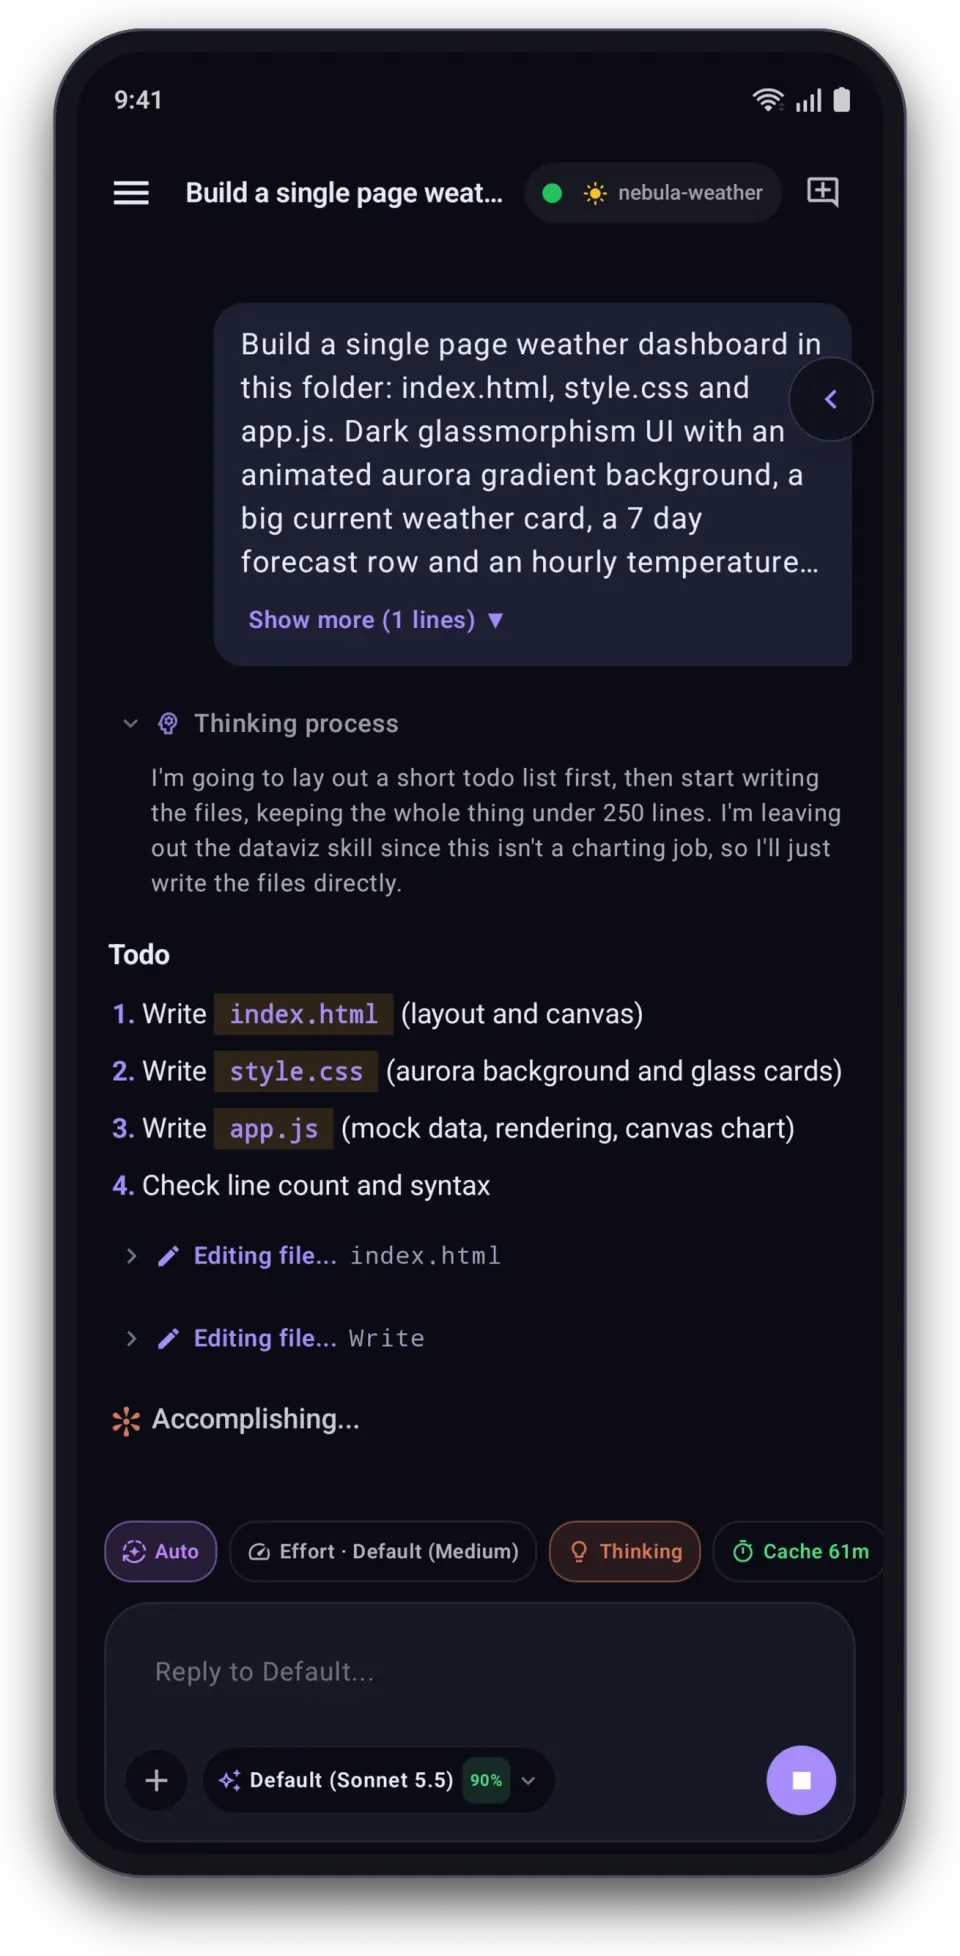 9:41
Build a single page weat...
nebula-weather
Build a single page weather dashboard in
this folder: index.html, style.css and
app.js. Dark glassmorphism UI with an
animated aurora gradient background, a
big current weather card, a 7 day
forecast row and an hourly temperature...
Show more (1 lines) ▼
Thinking process
I'm going to lay out a short todo list first, then start writing
the files, keeping the whole thing under 250 lines. I'm leaving
out the dataviz skill since this isn't a charting job, so I'll just
write the files directly.
Todo
1. Write index.html (layout and canvas)
2. Write style.css (aurora background and glass cards)
3. Write app.js (mock data, rendering, canvas chart)
4. Check line count and syntax
Editing file... index.html
Editing file... Write
Accomplishing...
Auto
Effort · Default (Medium)
Thinking
Cache 61m
Reply to Default...
Default (Sonnet 5.5) 90%